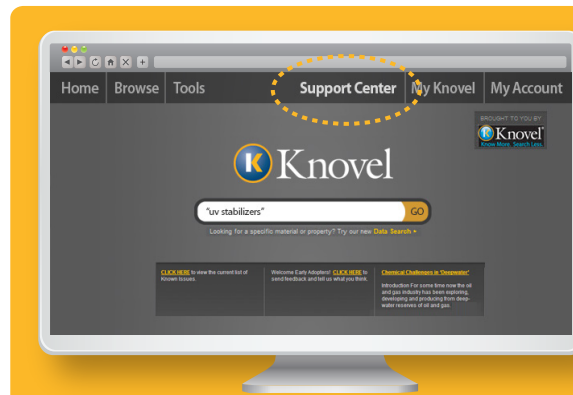 Home Browse Tools Support Center My Knovel My Account
BROUGHT TO YOU BY
K Knovel
Know More. Search Less
K Knovel
"uv stabilizers" GO
Looking for a specific material or property? Try our new Data Search
CLICK HERE to view the current list of
Known Issues.
Welcome Early Adopters! CLICK HERE to
send feedback and tell us what you think.
Chemical Challenges in 'Deepwater'
Introduction For some time now the oil
and gas industry has been exploring,
developing and producing from deep-
water reserves of oil and gas.